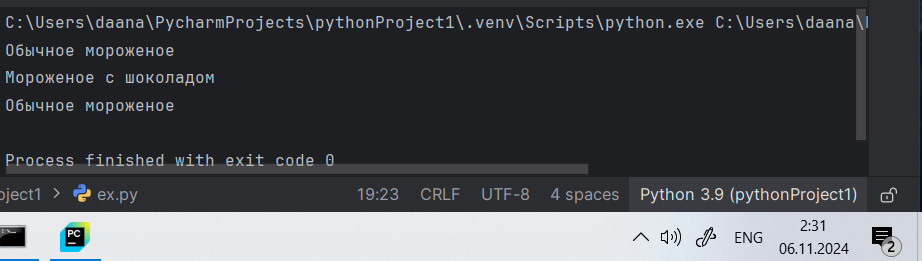 C:\Users\daana\PycharmProjects\pythonProject1\.venv\Scripts\python.exe C:\Users\daana\
Обычное мороженое
Мороженое с шоколадом
Обычное мороженое
Process finished with exit code 0
oject1 > ex.py 19:23 CRLF UTF-8 4 spaces Python 3.9 (pythonProject1)
PC ENG 2:31
06.11.2024 2